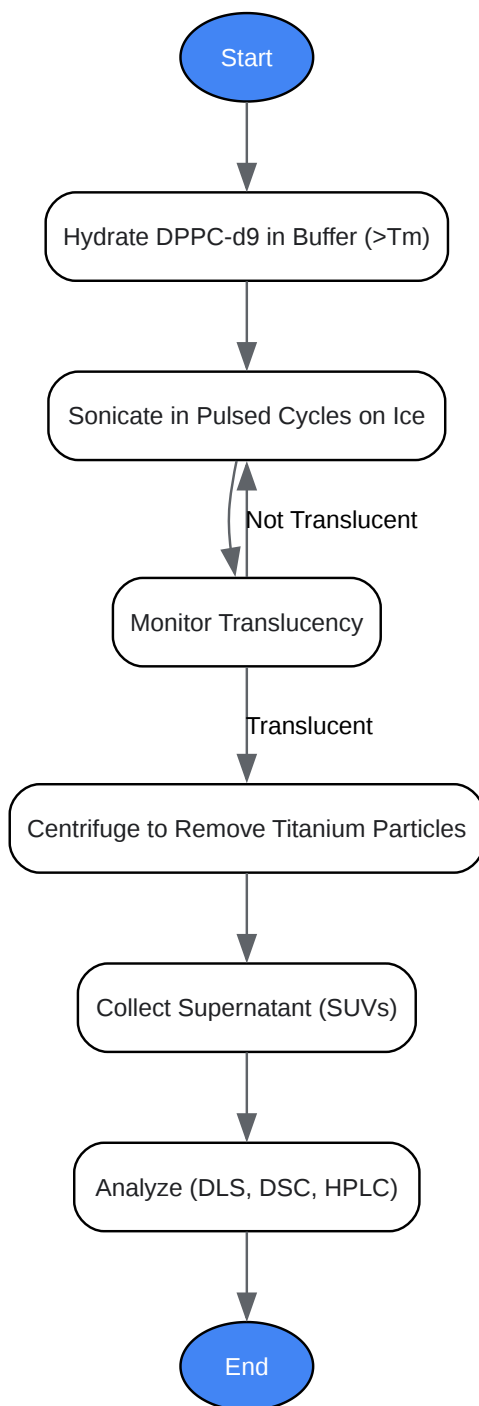 Start
Hydrate DPPC-d9 in Buffer (>Tm)
Sonicate in Pulsed Cycles on Ice
Not Translucent
Monitor Translucency
Translucent
Centrifuge to Remove Titanium Particles
Collect Supernatant (SUVs)
Analyze (DLS, DSC, HPLC)
End